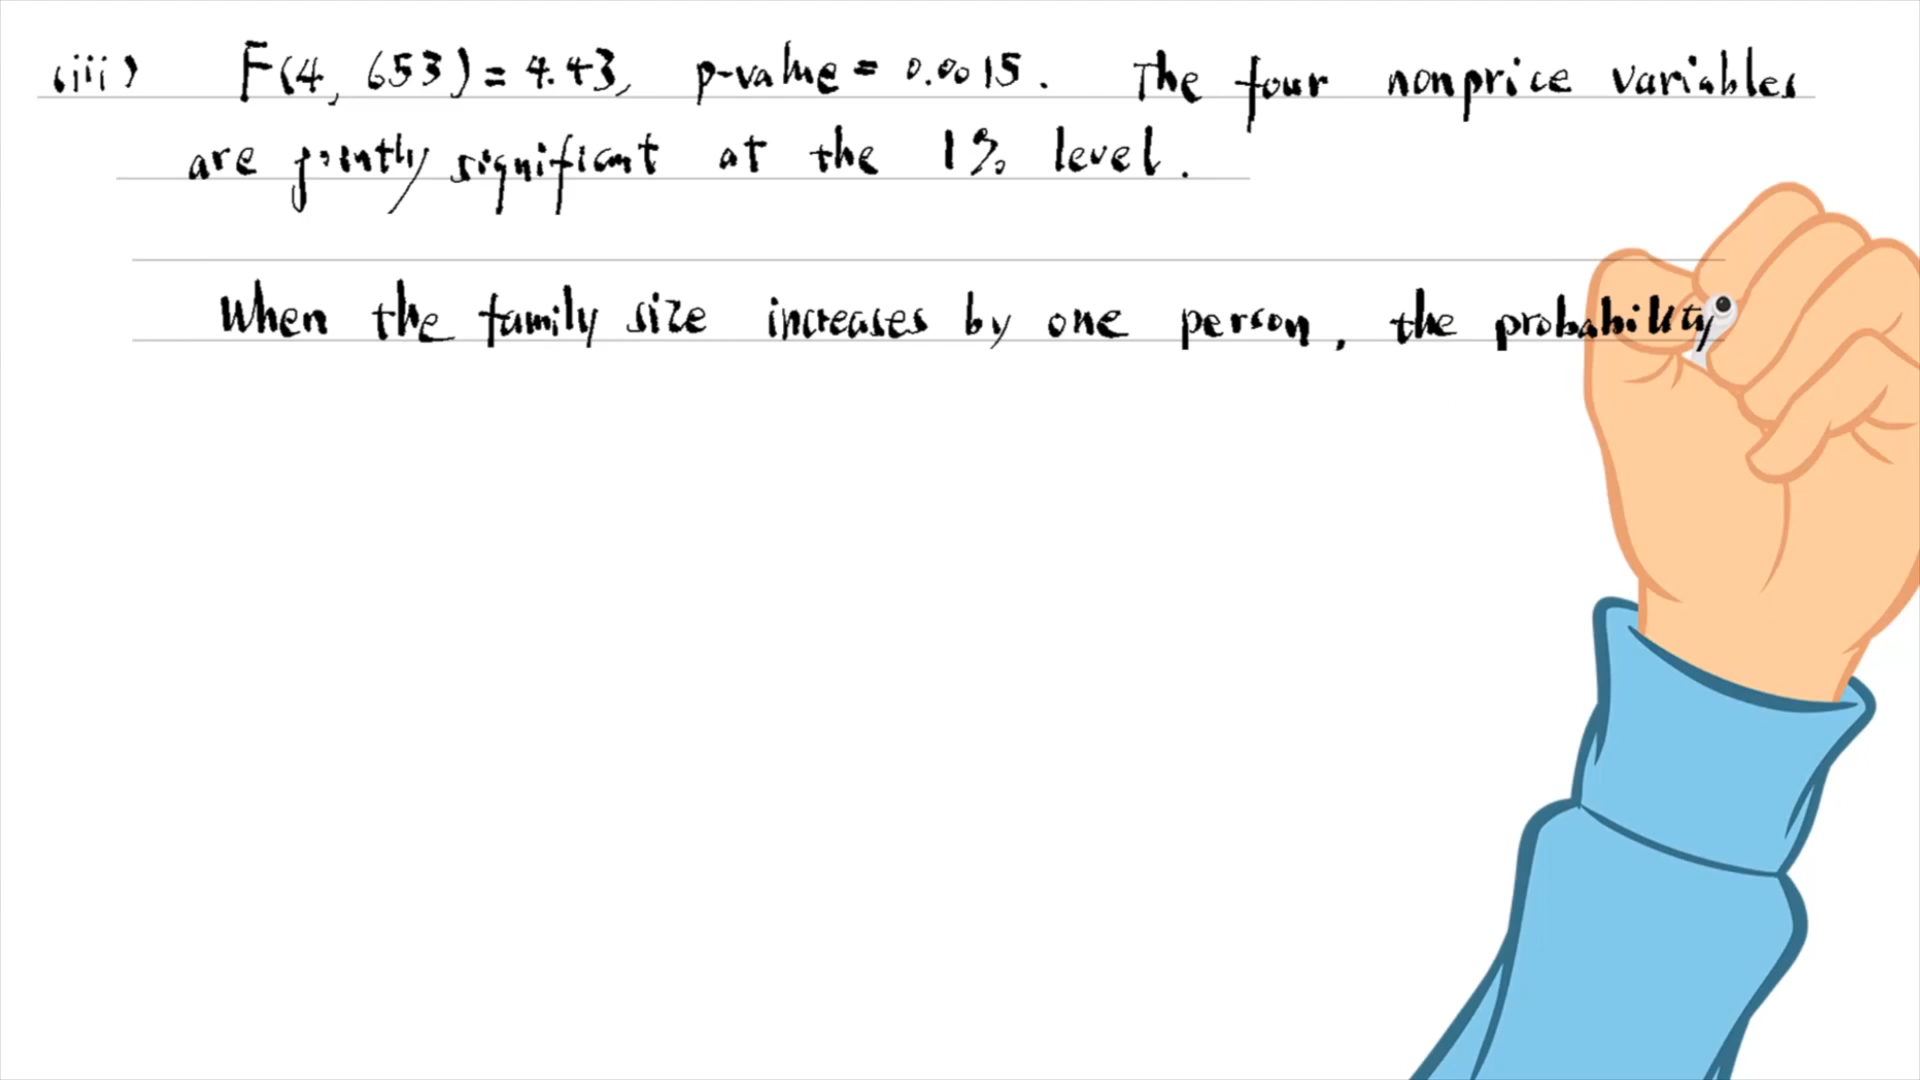 (iii) F(4, 653) = 4.43, p-value = 0.0015. The four nonprice variables
are jointly significant at the 1% level.
When the family size increases by one person, the probability